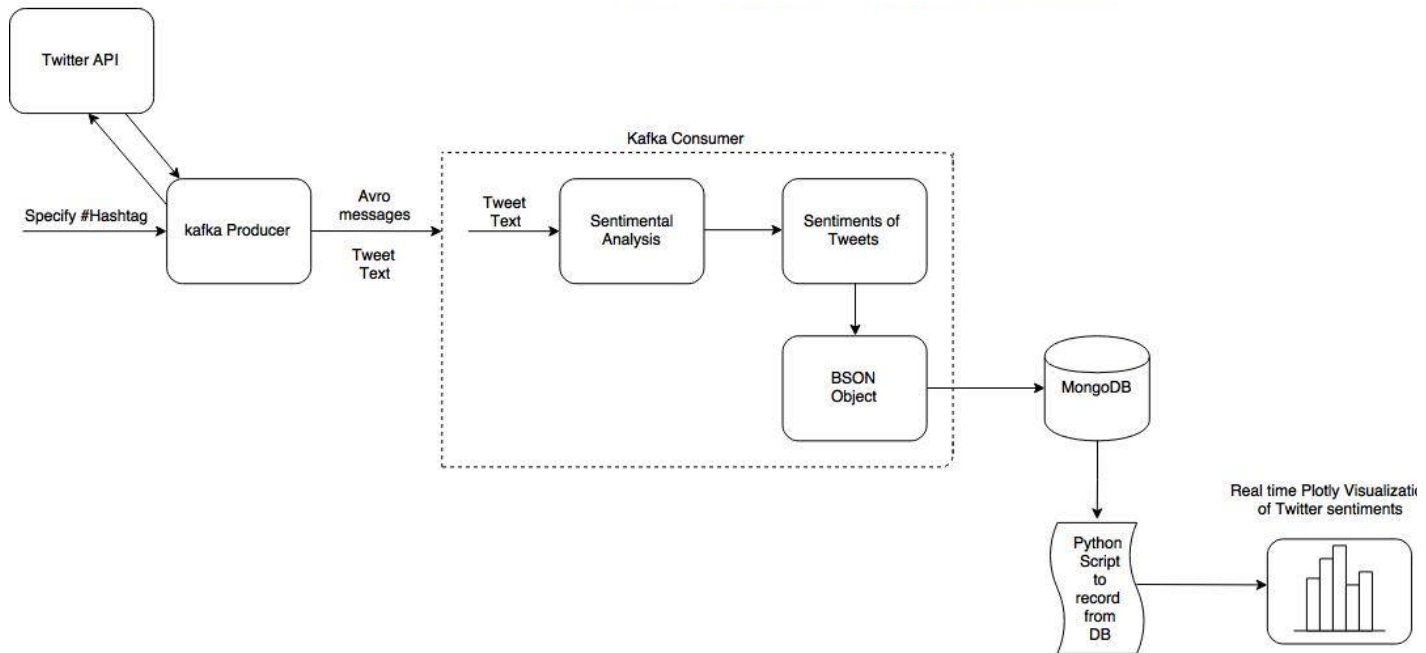 Twitter API
Kafka Consumer
Specify #Hashtag
kafka Producer
Avro
messages
Tweet
Text
Tweet
Text
Sentimental
Analysis
Sentiments of
Tweets
BSON
Object
MongoDB
Python
Script
to
record
from
DB
Real time Plotly Visualizatio
of Twitter sentiments